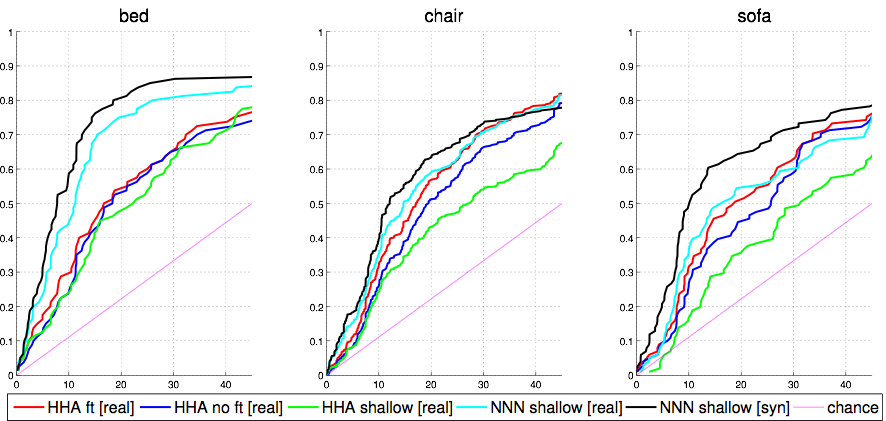 bed
chair
sofa
1 1 1
0.9 0.9 0.9
0.8 0.8 0.8
0.7 0.7 0.7
0.6 0.6 0.6
0.5 0.5 0.5
0.4 0.4 0.4
0.3 0.3 0.3
0.2 0.2 0.2
0.1 0.1 0.1
0 0 0
0 10 20 30 40
0 10 20 30 40
0 10 20 30 40
HHA ft [real] HHA no ft [real] HHA shallow [real] NNN shallow [real] NNN shallow [syn] chance